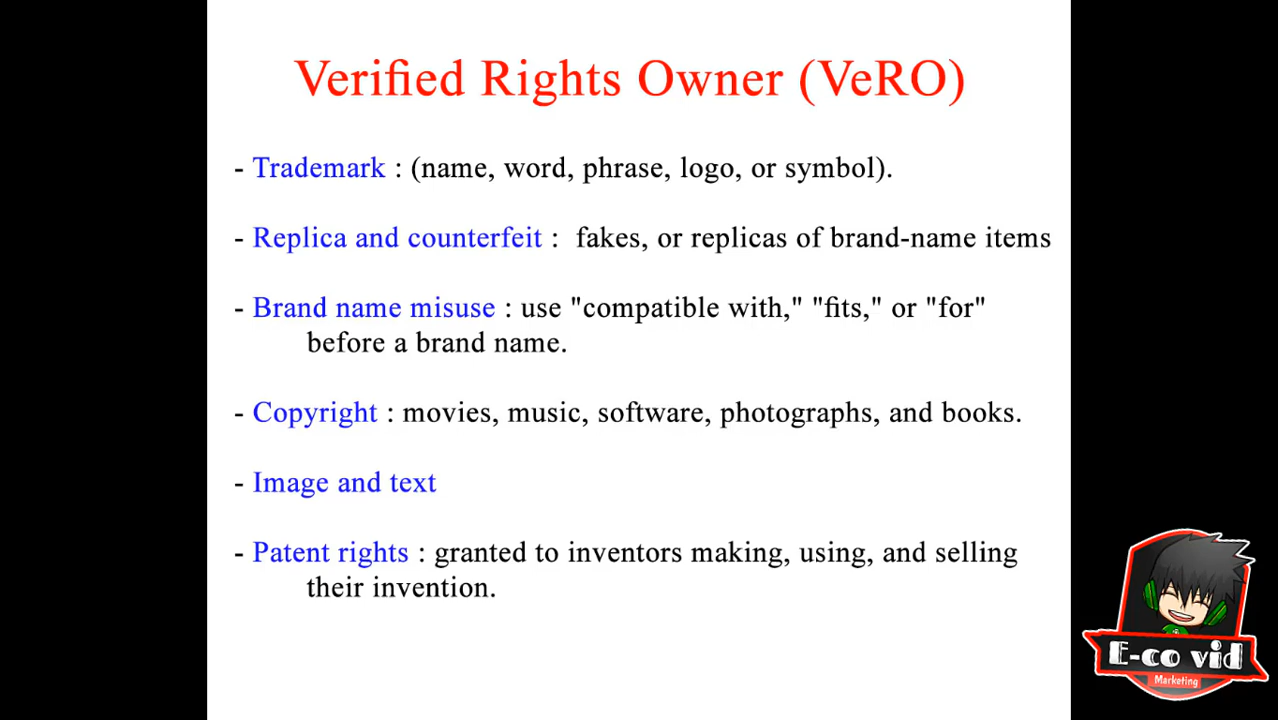 Verified Rights Owner (VeRO)
- Trademark : (name, word, phrase, logo, or symbol).
- Replica and counterfeit :  fakes, or replicas of brand-name items
- Brand name misuse : use "compatible with," "fits," or "for"
before a brand name.
- Copyright : movies, music, software, photographs, and books.
- Image and text
- Patent rights : granted to inventors making, using, and selling
their invention.
E-co vid
Marketing